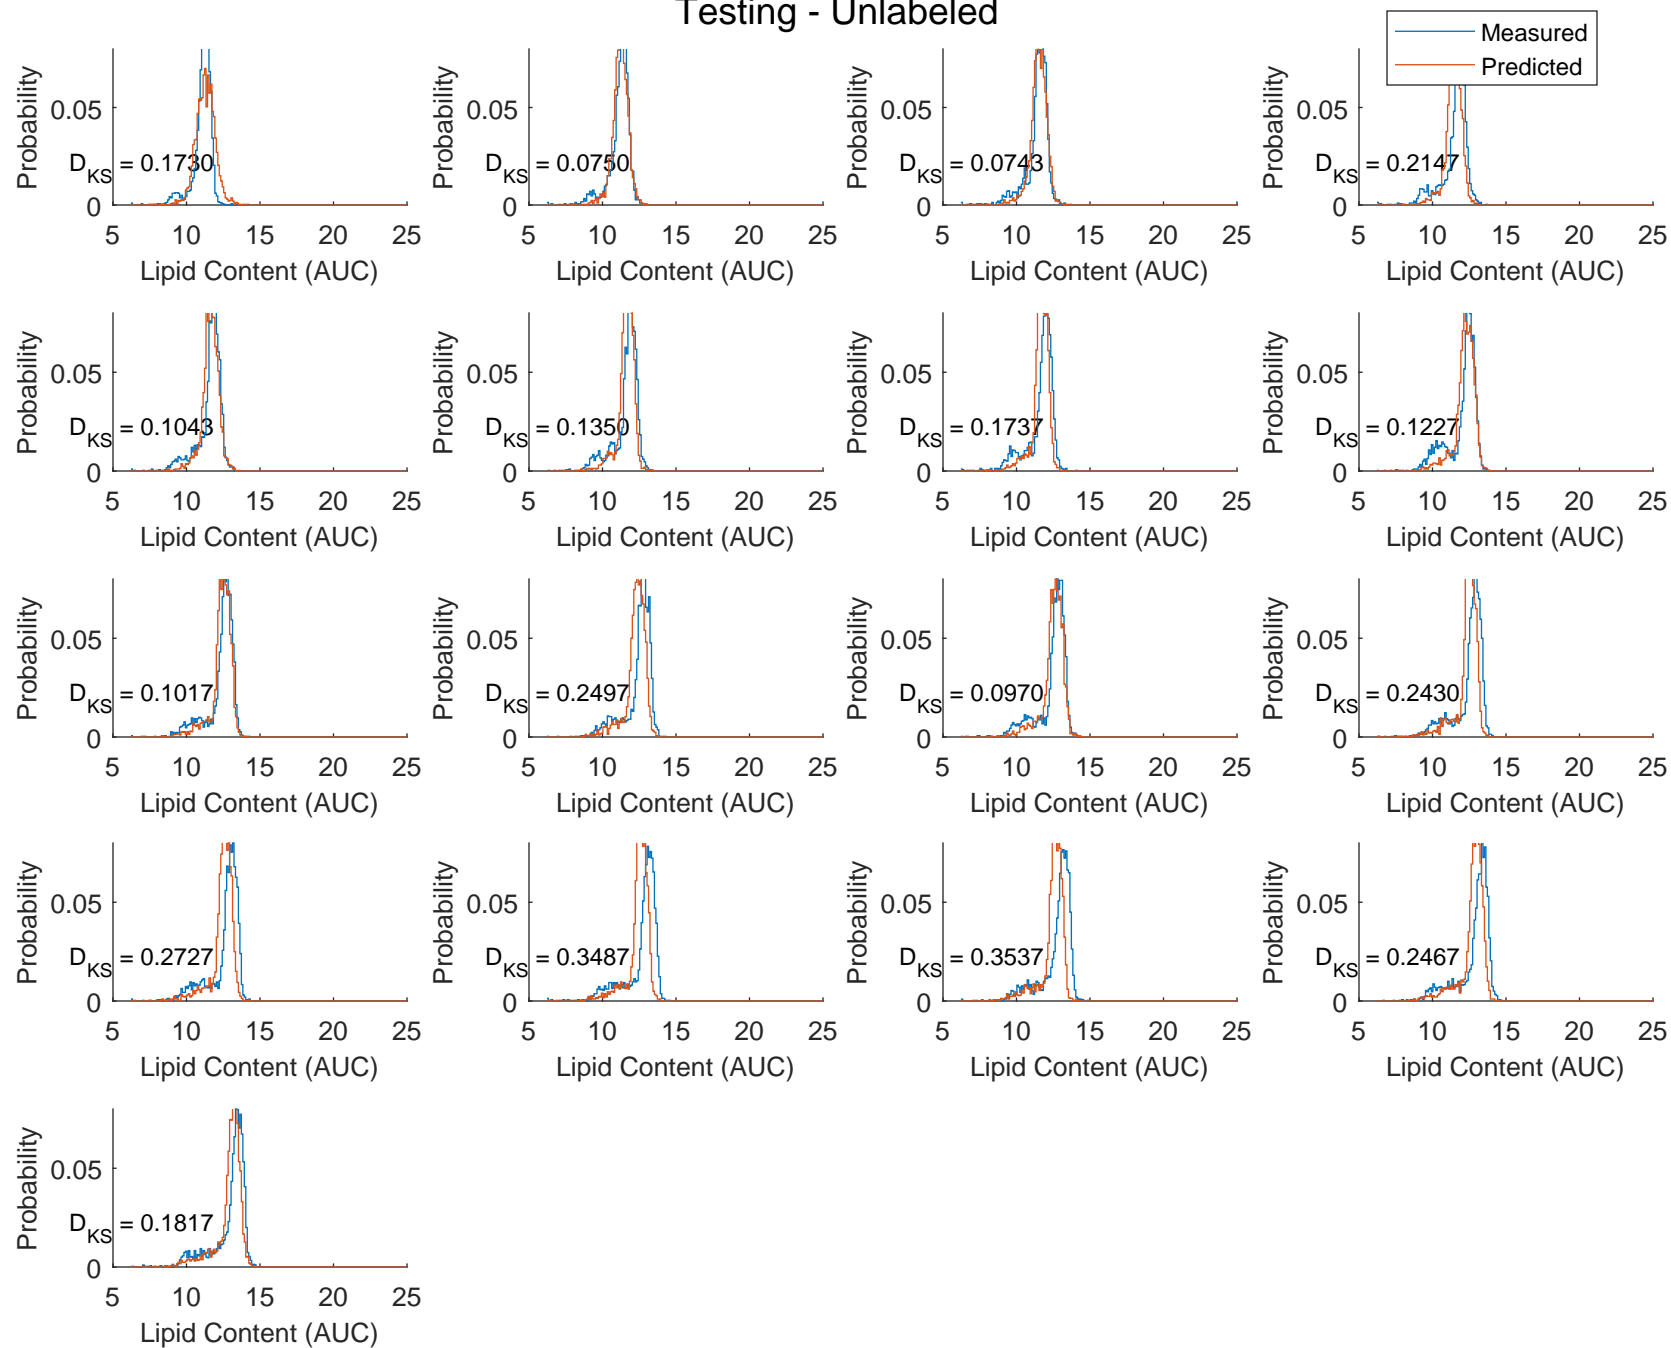 Testing - Unlabeled
Measured
Predicted
Probability
0.05
0
D_KS = 0.1730
5 10 15 20 25
Lipid Content (AUC)
Probability
0.05
0
D_KS = 0.0750
5 10 15 20 25
Lipid Content (AUC)
Probability
0.05
0
D_KS = 0.0743
5 10 15 20 25
Lipid Content (AUC)
Probability
0.05
0
D_KS = 0.2147
5 10 15 20 25
Lipid Content (AUC)
Probability
0.05
0
D_KS = 0.1043
5 10 15 20 25
Lipid Content (AUC)
Probability
0.05
0
D_KS = 0.1350
5 10 15 20 25
Lipid Content (AUC)
Probability
0.05
0
D_KS = 0.1737
5 10 15 20 25
Lipid Content (AUC)
Probability
0.05
0
D_KS = 0.1227
5 10 15 20 25
Lipid Content (AUC)
Probability
0.05
0
D_KS = 0.1017
5 10 15 20 25
Lipid Content (AUC)
Probability
0.05
0
D_KS = 0.2497
5 10 15 20 25
Lipid Content (AUC)
Probability
0.05
0
D_KS = 0.0970
5 10 15 20 25
Lipid Content (AUC)
Probability
0.05
0
D_KS = 0.2430
5 10 15 20 25
Lipid Content (AUC)
Probability
0.05
0
D_KS = 0.2727
5 10 15 20 25
Lipid Content (AUC)
Probability
0.05
0
D_KS = 0.3487
5 10 15 20 25
Lipid Content (AUC)
Probability
0.05
0
D_KS = 0.3537
5 10 15 20 25
Lipid Content (AUC)
Probability
0.05
0
D_KS = 0.2467
5 10 15 20 25
Lipid Content (AUC)
Probability
0.05
0
D_KS = 0.1817
5 10 15 20 25
Lipid Content (AUC)